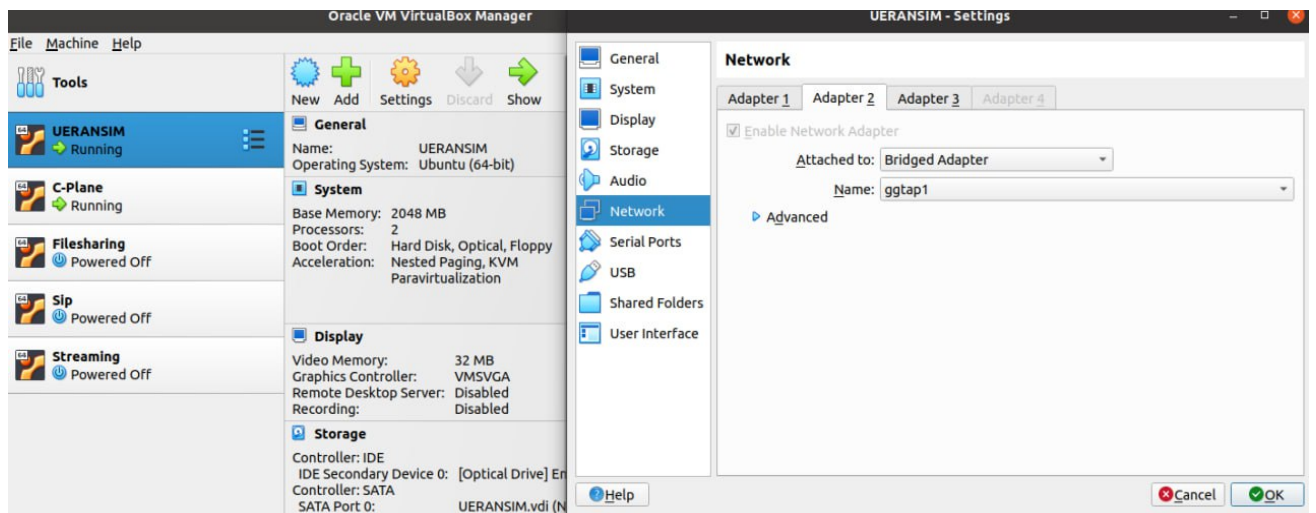 Oracle VM VirtualBox Manager
File Machine Help
Tools
UERANSIM
Running
C-Plane
Running
Filesharing
Powered Off
Sip
Powered Off
Streaming
Powered Off
New Add Settings Discard Show
General
Name: UERANSIM
Operating System: Ubuntu (64-bit)
System
Base Memory: 2048 MB
Processors: 2
Boot Order: Hard Disk, Optical, Floppy
Acceleration: Nested Paging, KVM
Paravirtualization
Display
Video Memory: 32 MB
Graphics Controller: VMSVGA
Remote Desktop Server: Disabled
Recording: Disabled
Storage
Controller: IDE
IDE Secondary Device 0: [Optical Drive] Em
Controller: SATA
SATA Port 0: UERANSIM.vdi (N
UERANSIM - Settings
General
System
Display
Storage
Audio
Network
Serial Ports
USB
Shared Folders
User Interface
Network
Adapter 1 Adapter 2 Adapter 3 Adapter 4
Enable Network Adapter
Attached to: Bridged Adapter
Name: ggtap1
Advanced
Help Cancel OK